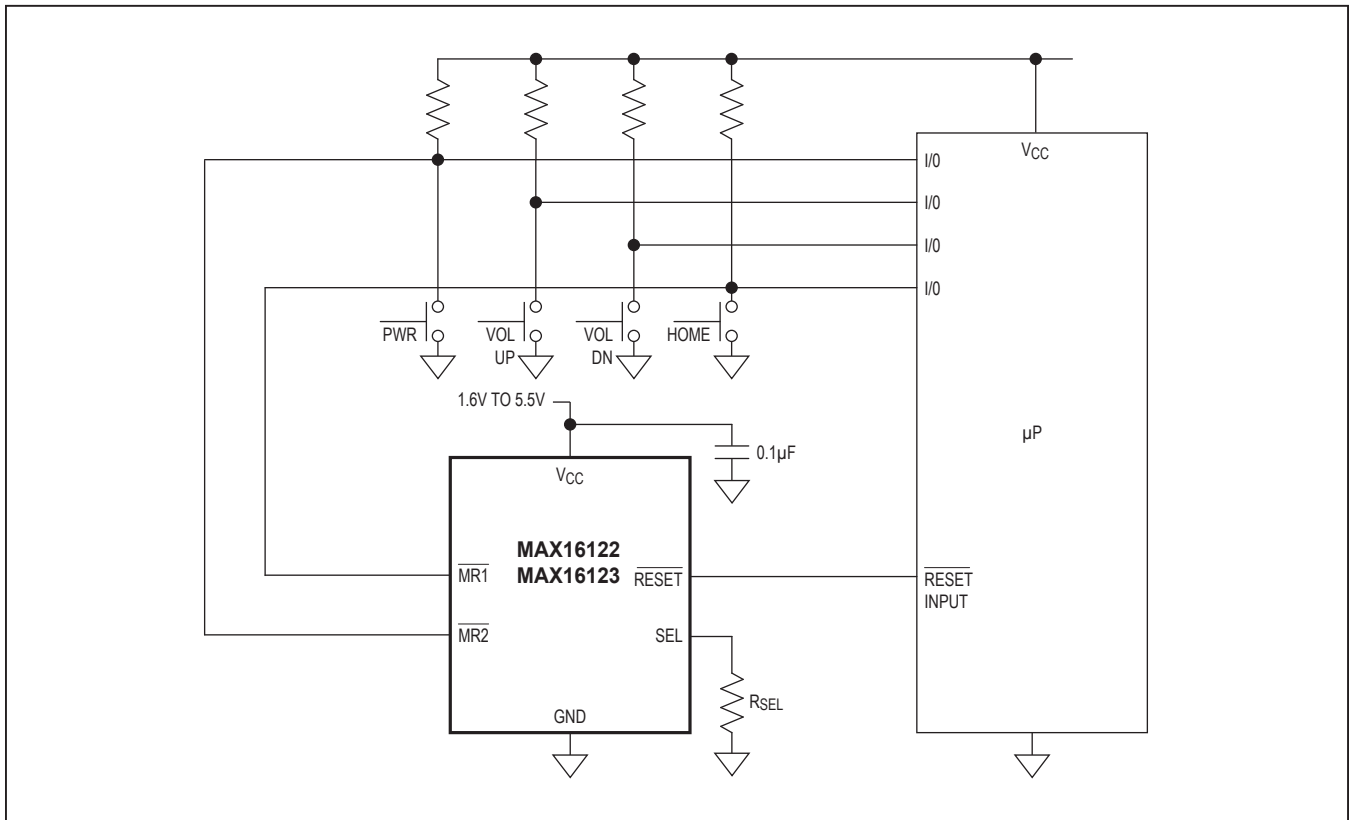 VCC
I/0
I/0
I/0
I/0
PWR
VOL
UP
VOL
DN
HOME
1.6V TO 5.5V
0.1µF
µP
VCC
MAX16122
MAX16123
MR1
RESET
RESET
INPUT
MR2
SEL
RSEL
GND